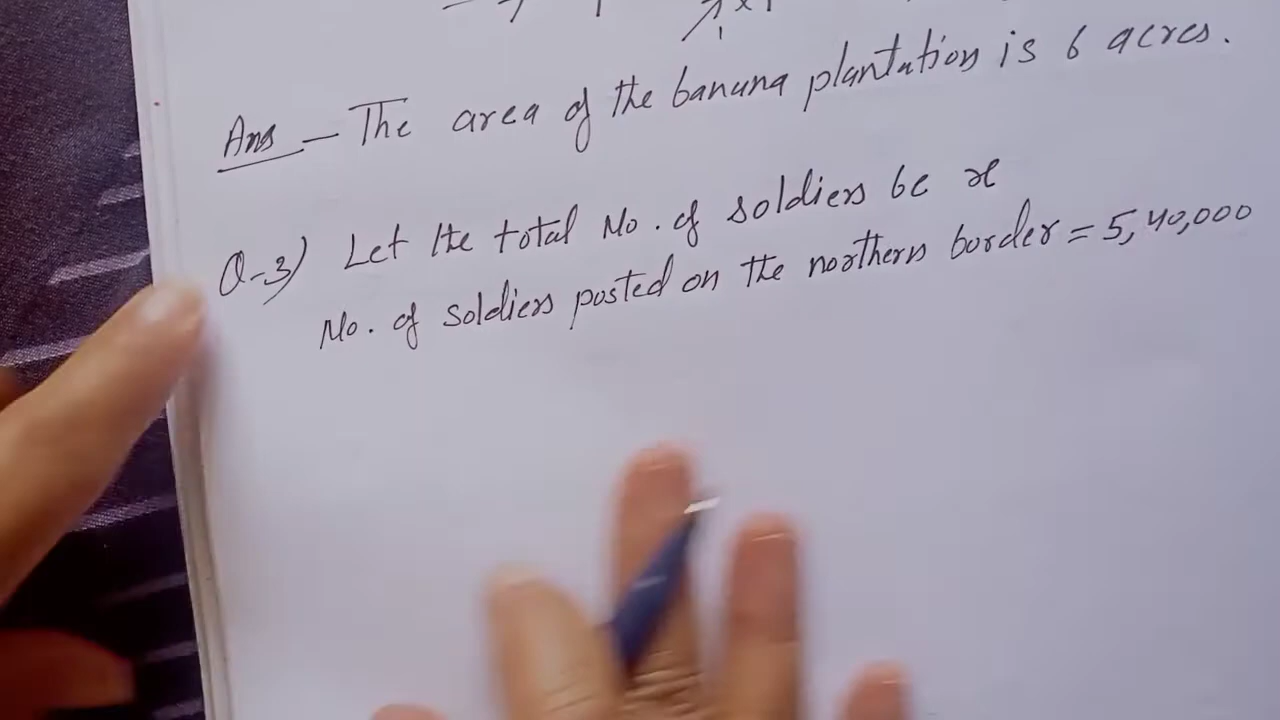 Ans - The area of the banana plantation is 6 acres.
Q-3) Let the total No. of soldiers be x
No. of soldiers posted on the northern border = 5,40,000